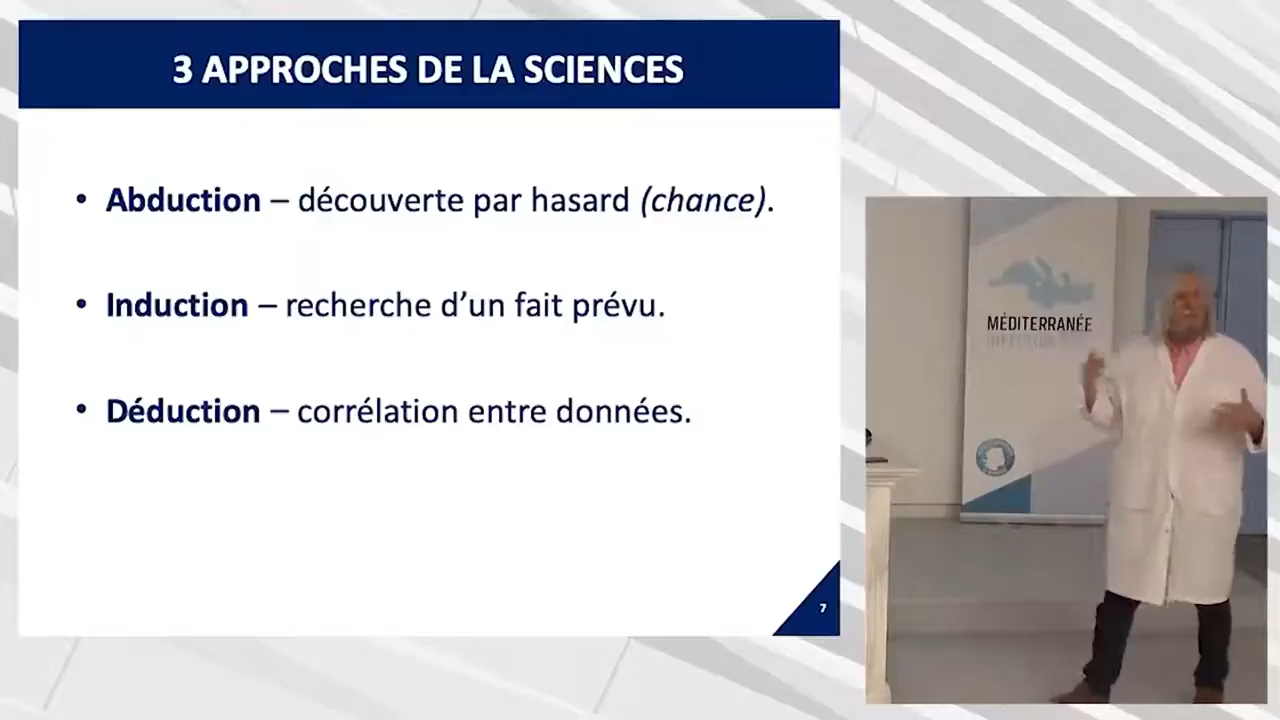 3 APPROCHES DE LA SCIENCES
• Abduction – découverte par hasard (chance).
• Induction – recherche d’un fait prévu.
• Déduction – corrélation entre données.
7
MÉDITERRANÉE